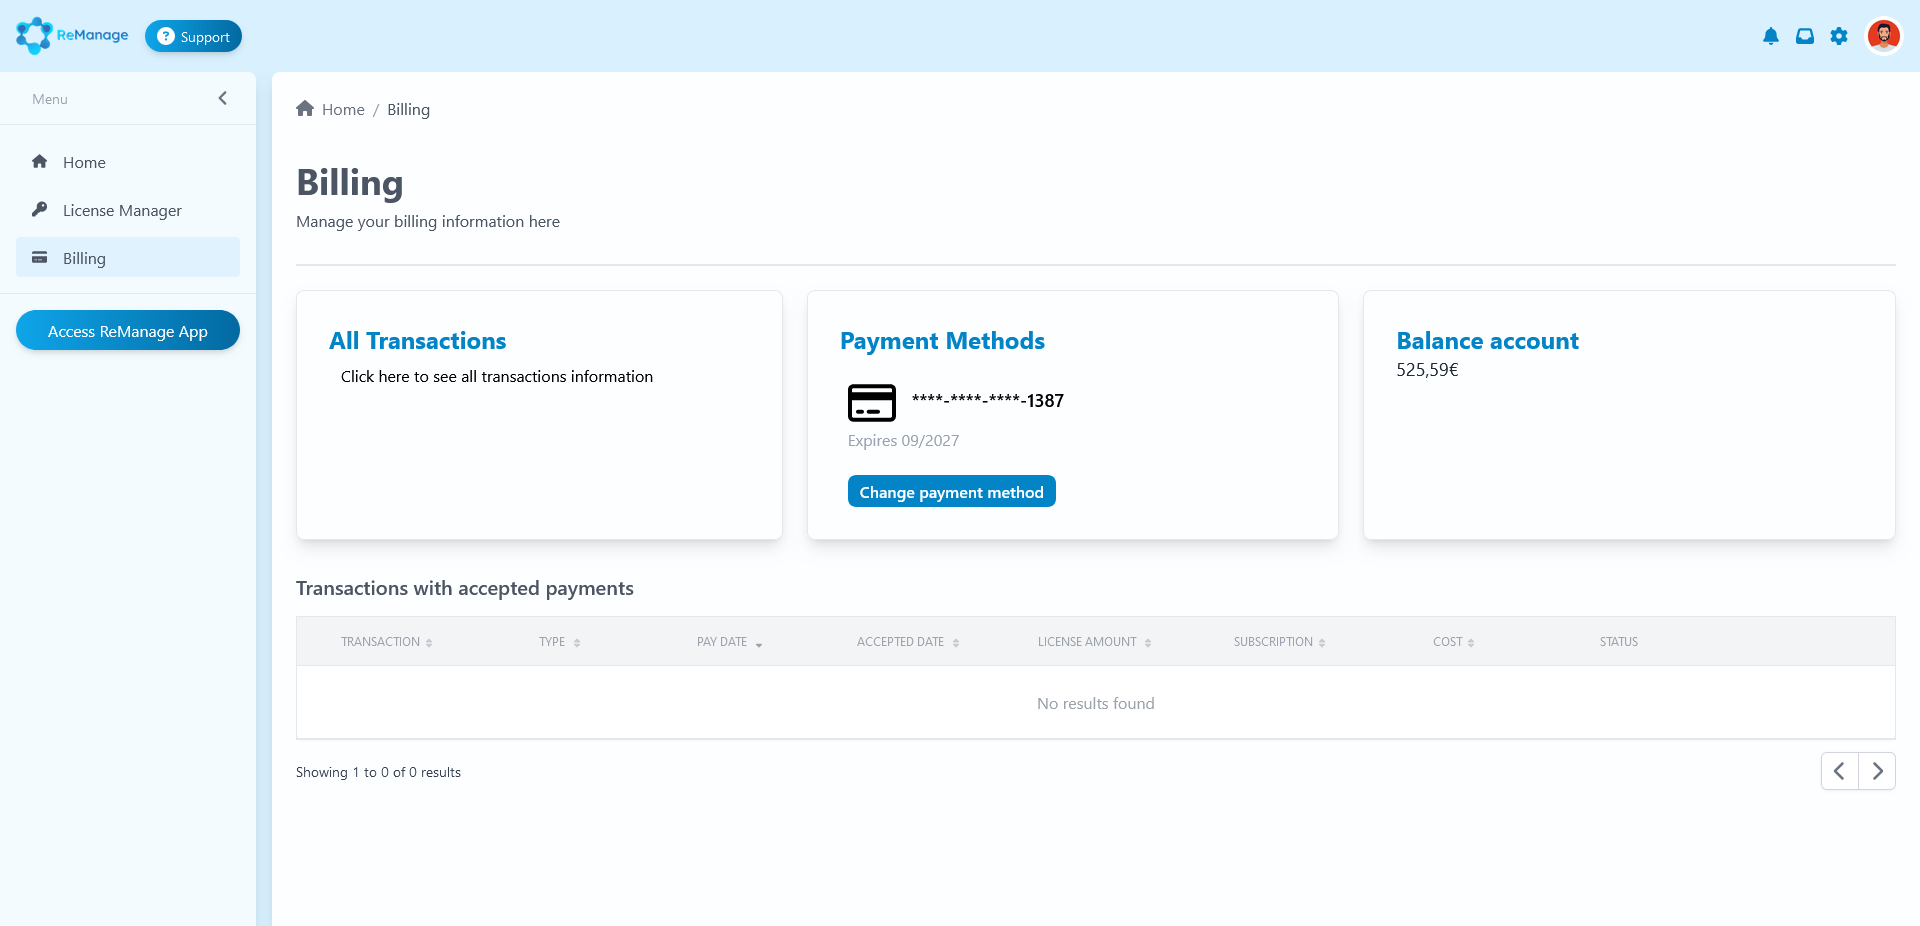 ReManage
Support
Menu
Home
License Manager
Billing
Access ReManage App
Home / Billing
Billing
Manage your billing information here
All Transactions
Click here to see all transactions information
Payment Methods
****-****-****-1387
Expires 09/2027
Change payment method
Balance account
525,59€
Transactions with accepted payments
TRANSACTION TYPE PAY DATE ACCEPTED DATE LICENSE AMOUNT SUBSCRIPTION COST STATUS
No results found
Showing 1 to 0 of 0 results